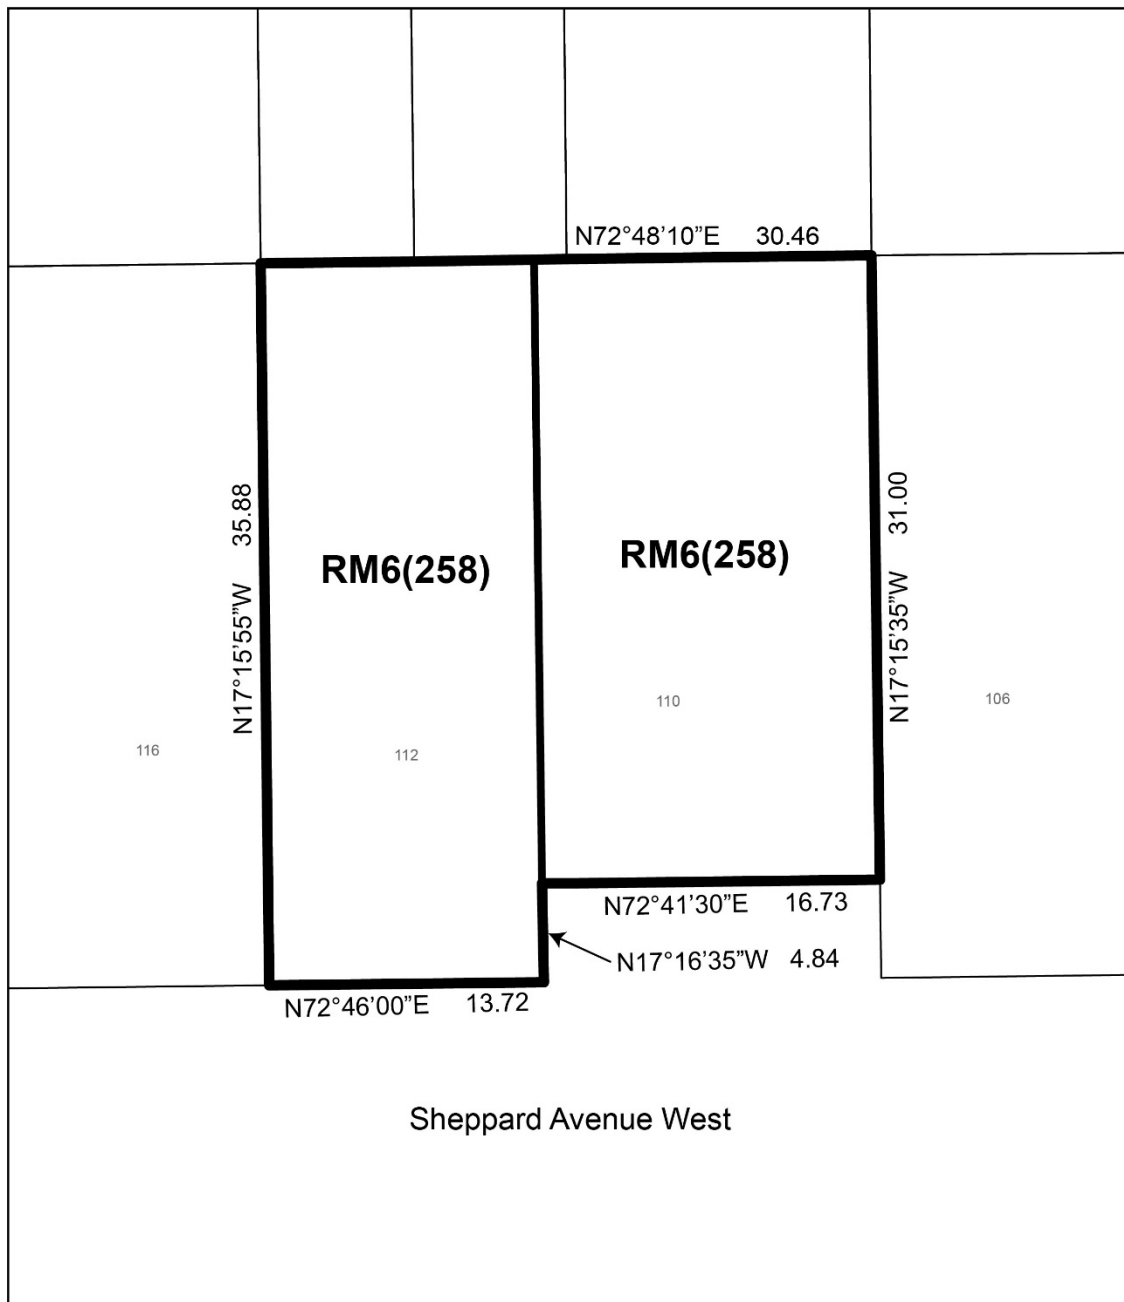 N72°48'10”E 30.46
N17°15'55”W 35.88
RM6(258)
RM6(258)
N17°15'35”W 31.00
116
112
110
106
N72°41'30”E 16.73
N17°16'35”W 4.84
N72°46'00”E 13.72
Sheppard Avenue West